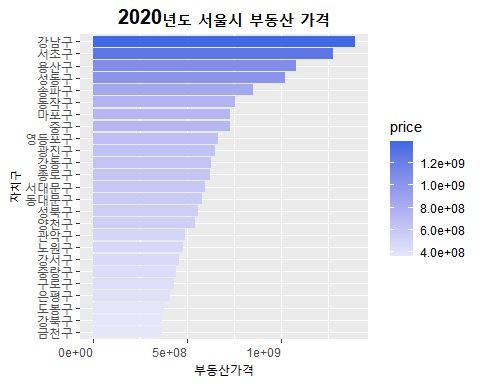 2020년도 서울시 부동산 가격
자치구
강남구
서초구
용산구
성동구
송파구
동작구
마포구
중구
영등포구
광진구
강동구
종로구
서대문구
동대문구
성북구
양천구
관악구
노원구
강서구
중랑구
구로구
은평구
도봉구
강북구
금천구
0e+00 5e+08 1e+09
부동산가격
price
1.2e+09
1.0e+09
8.0e+08
6.0e+08
4.0e+08